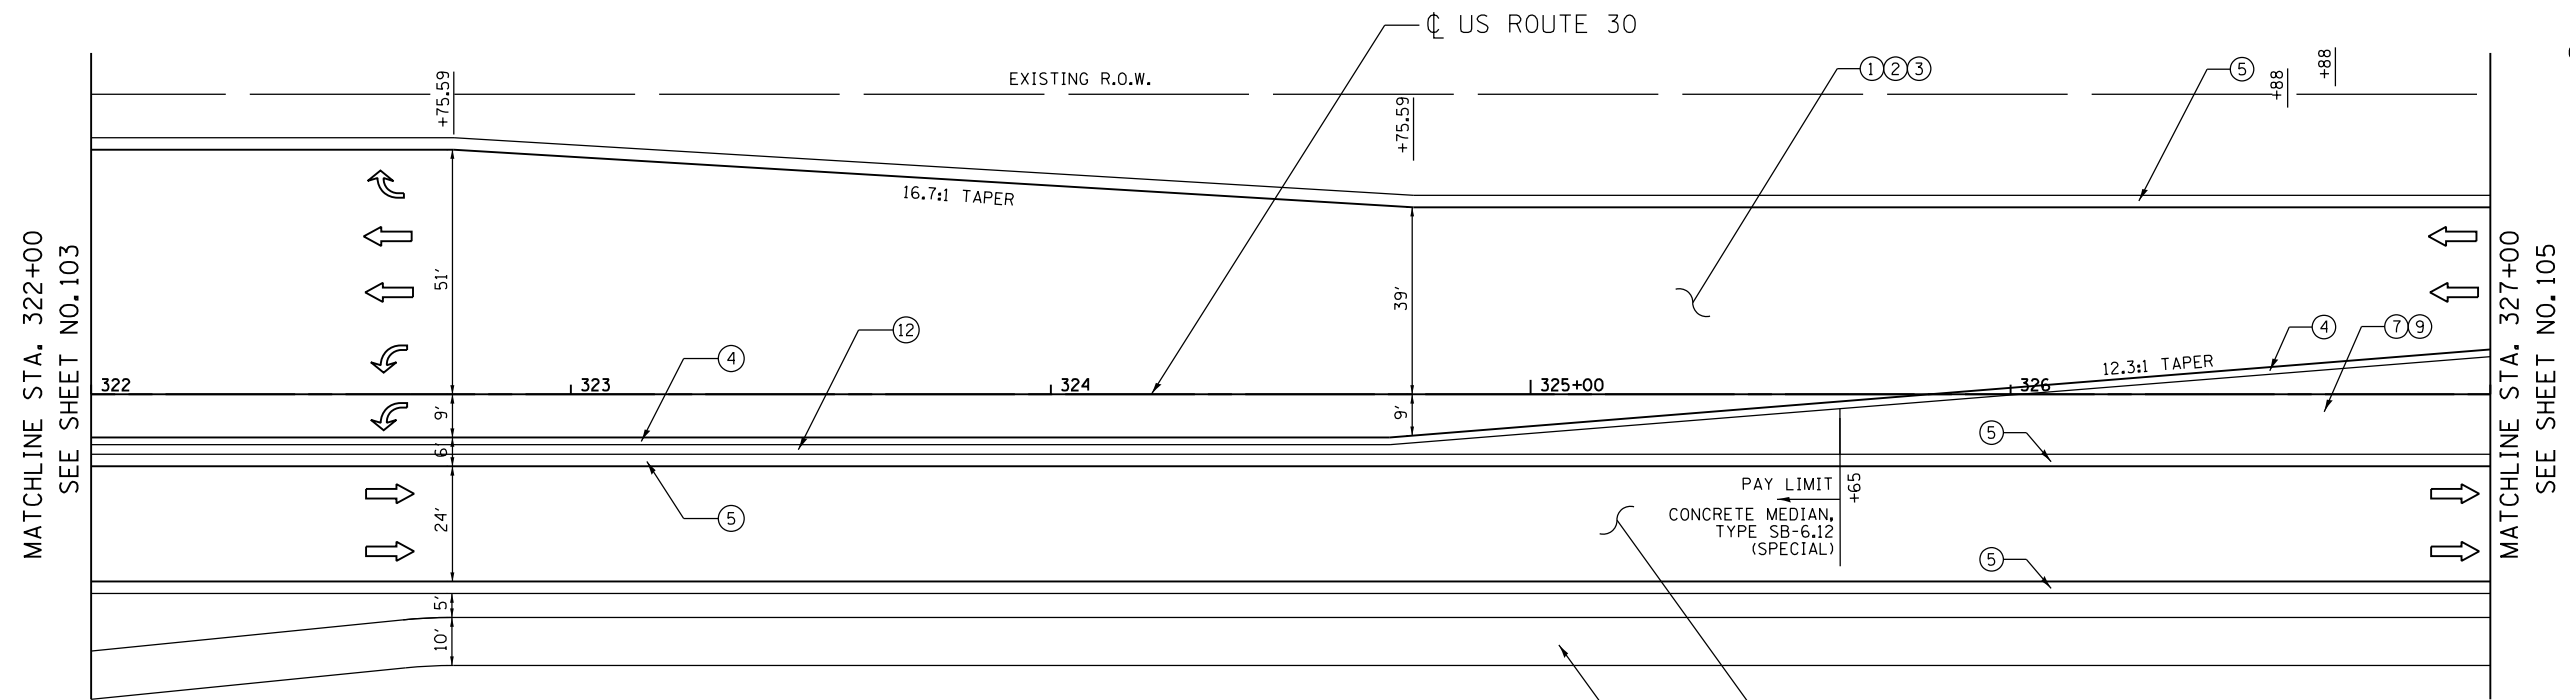 ℄ US ROUTE 30
EXISTING R.O.W.
+75.59
+75.59
1 2 3
5
+88
+88
16.7:1 TAPER
MATCHLINE STA. 322+00
SEE SHEET NO.103
51'
39'
12
4
4
7 9
12.3:1 TAPER
322
323
324
325+00
326
9'
9'
6'
5
5
24'
PAY LIMIT
+65
CONCRETE MEDIAN,
TYPE SB-6.12
(SPECIAL)
5
5'
10'
MATCHLINE STA. 327+00
SEE SHEET NO.105